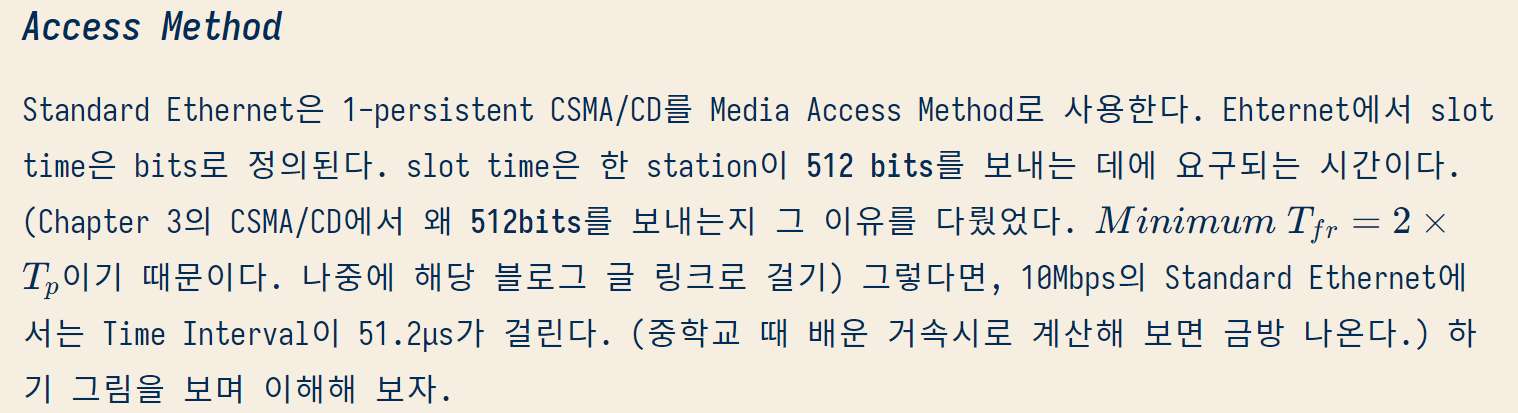 Access Method
Standard Ethernet은 1-persistent CSMA/CD를 Media Access Method로 사용한다. Ehternet에서 slot
time은 bits로 정의된다. slot time은 한 station이 512 bits를 보내는 데에 요구되는 시간이다.
(Chapter 3의 CSMA/CD에서 왜 512bits를 보내는지 그 이유를 다뤘었다. Minimum T_{fr} = 2 ×
T_p이기 때문이다. 나중에 해당 블로그 글 링크로 걸기) 그렇다면, 10Mbps의 Standard Ethernet에
서는 Time Interval이 51.2μs가 걸린다. (중학교 때 배운 거속시로 계산해 보면 금방 나온다.) 하
기 그림을 보며 이해해 보자.